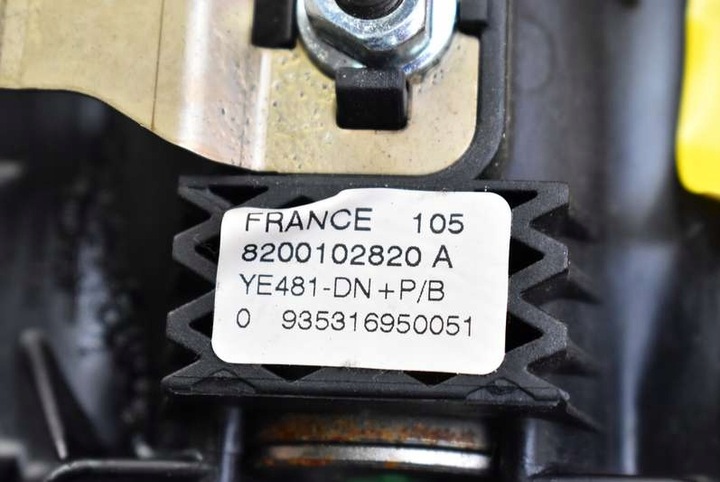 FRANCE 105
8200102820 A
YE481-DN+P/B
0 935316950051